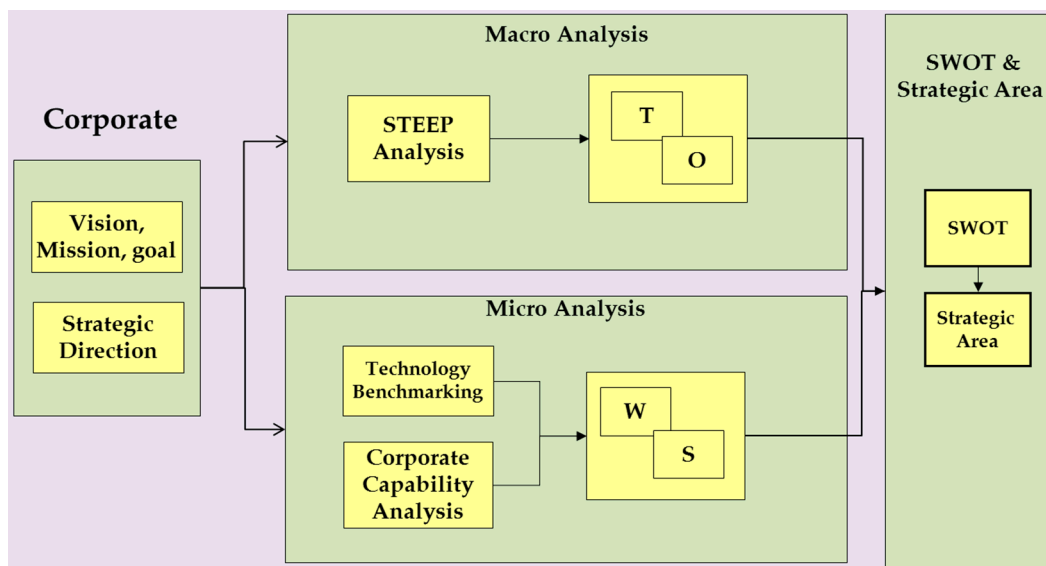 Corporate
Vision,
Mission, goal
Strategic
Direction
Macro Analysis
STEEP
Analysis
T
O
Micro Analysis
Technology
Benchmarking
Corporate
Capability
Analysis
W
S
SWOT &
Strategic Area
SWOT
Strategic
Area